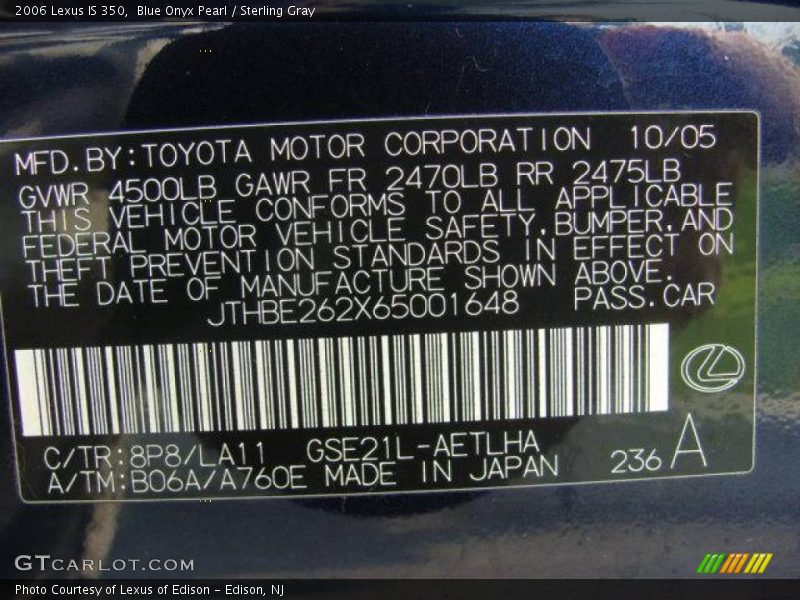 2006 Lexus IS 350, Blue Onyx Pearl / Sterling Gray
MFD.BY:TOYOTA MOTOR CORPORATION 10/05
GVWR 4500LB GAWR FR 2470LB RR 2475LB
THIS VEHICLE CONFORMS TO ALL APPLICABLE
FEDERAL MOTOR VEHICLE SAFETY,BUMPER,AND
THEFT PREVENTION STANDARDS IN EFFECT ON
THE DATE OF MANUFACTURE SHOWN ABOVE.
JTHBE262X65001648 PASS.CAR
C/TR:8P8/LA11 GSE21L-AETLHA
A/TM:B06A/A760E MADE IN JAPAN 236 A
GTCARLOT.COM
Photo Courtesy of Lexus of Edison - Edison, NJ